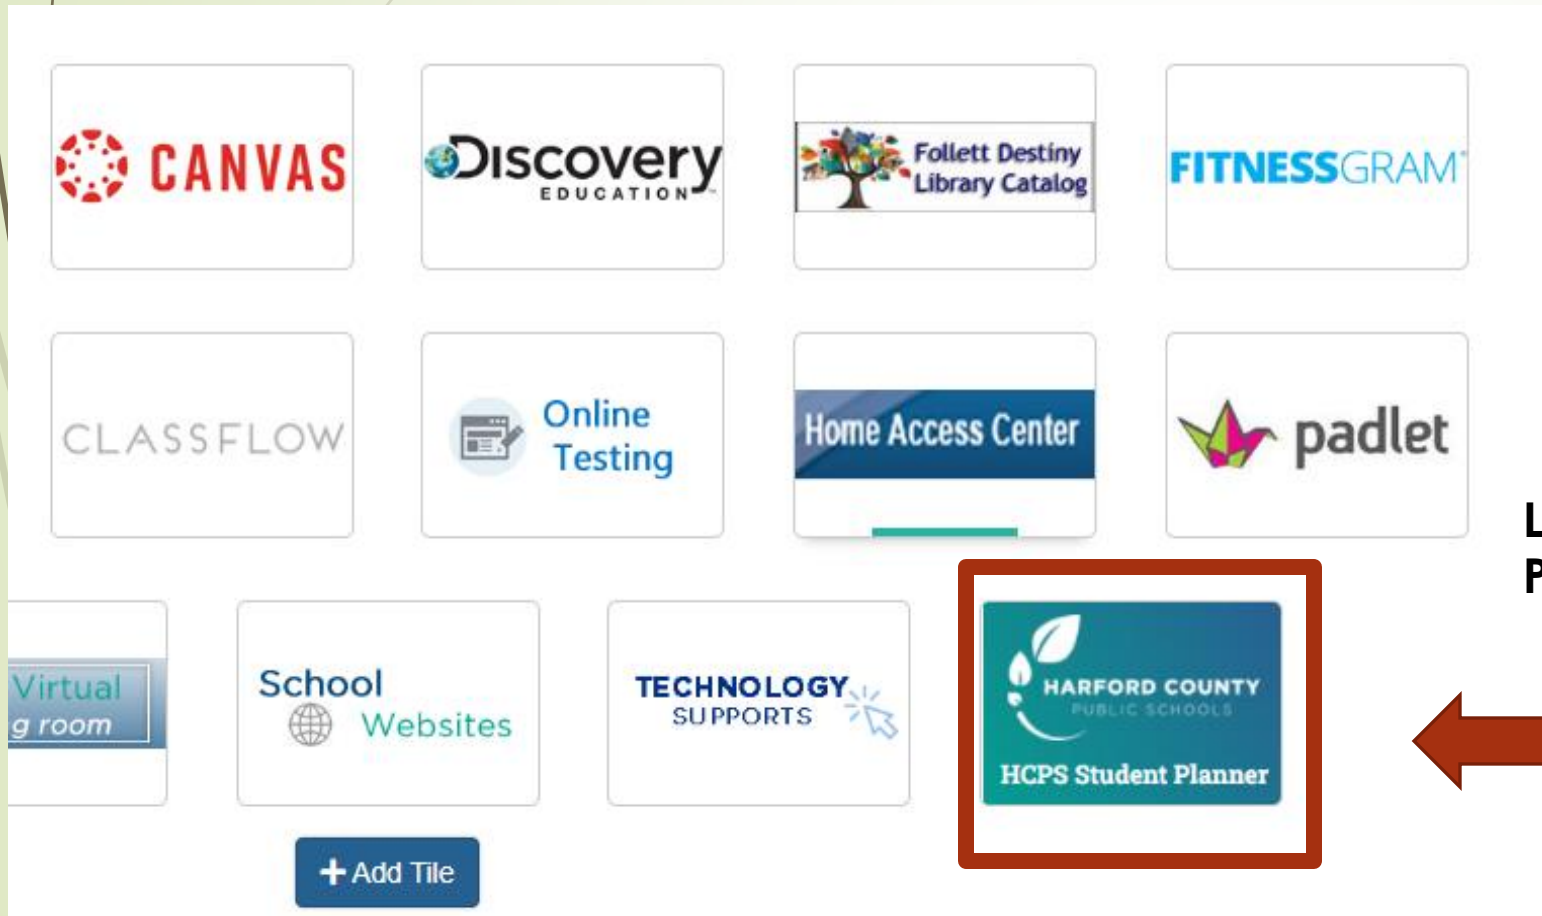 CANVAS
DISCOVERY
EDUCATION
Follett Destiny
Library Catalog
FITNESSGRAM®
CLASSFLOW
Online
Testing
Home Access Center
padlet
L
P
Virtual
g room
School
Websites
TECHNOLOGY
SUPPORTS
HARFORD COUNTY
PUBLIC SCHOOLS
HCPS Student Planner
+ Add Tile